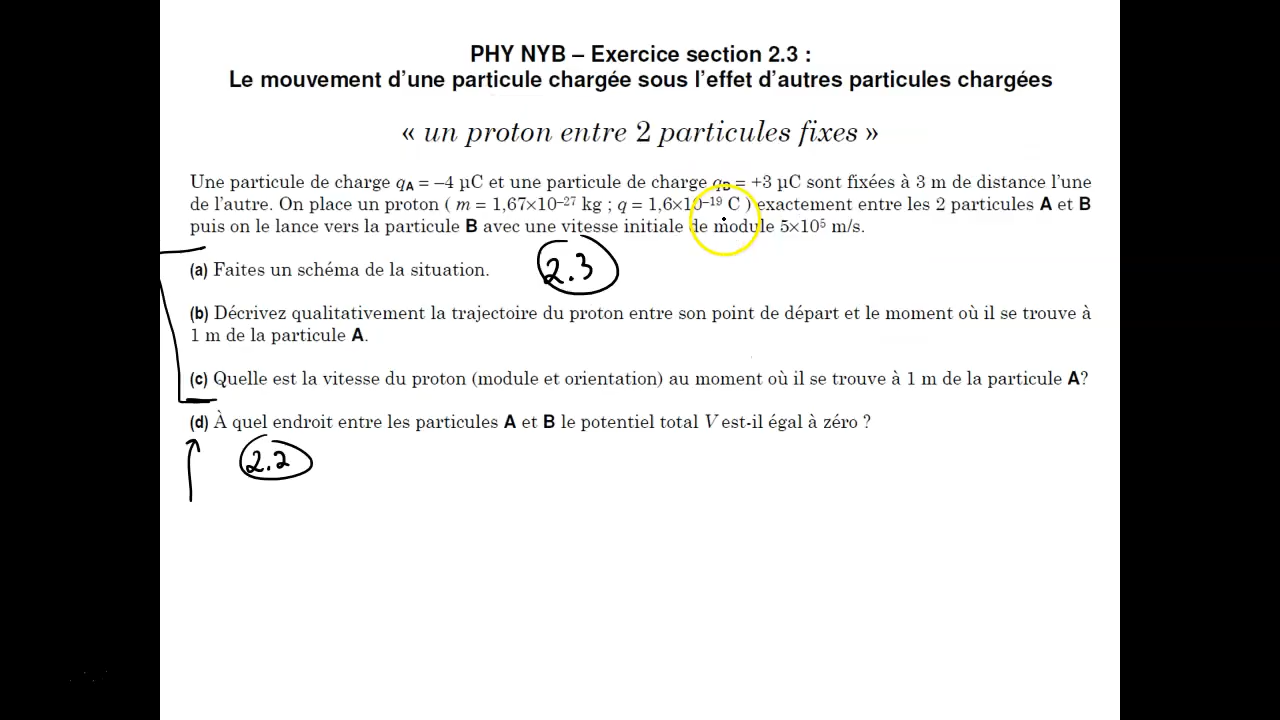 PHY NYB – Exercice section 2.3 :
Le mouvement d’une particule chargée sous l’effet d’autres particules chargées
« un proton entre 2 particules fixes »
Une particule de charge qA = –4 µC et une particule de charge qB = +3 µC sont fixées à 3 m de distance l’une
de l’autre. On place un proton ( m = 1,67×10⁻²⁷ kg ; q = 1,6×10⁻¹⁹ C ) exactement entre les 2 particules A et B
puis on le lance vers la particule B avec une vitesse initiale de module 5×10⁵ m/s.
(a) Faites un schéma de la situation.
2.3
(b) Décrivez qualitativement la trajectoire du proton entre son point de départ et le moment où il se trouve à
1 m de la particule A.
(c) Quelle est la vitesse du proton (module et orientation) au moment où il se trouve à 1 m de la particule A?
(d) À quel endroit entre les particules A et B le potentiel total V est-il égal à zéro ?
2.2